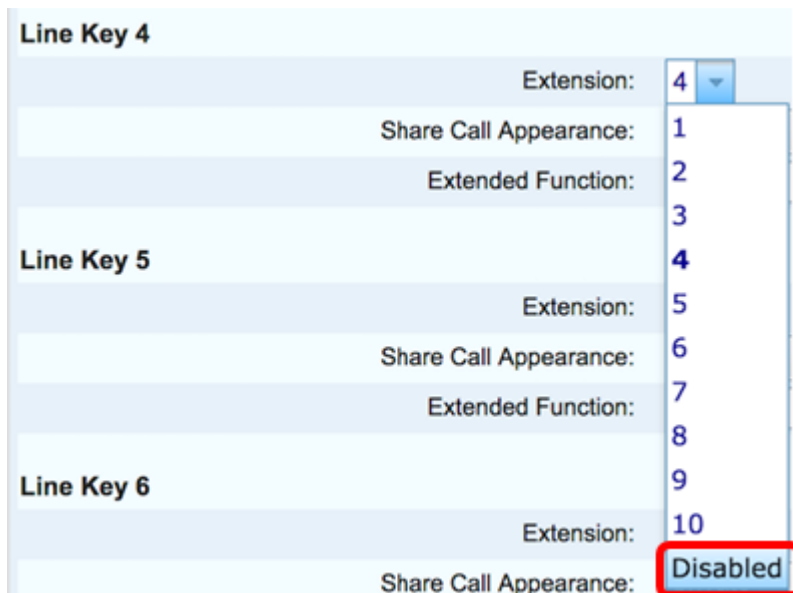 Line Key 4
Extension: 4
Share Call Appearance: 1
Extended Function: 2
3
Line Key 5 4
Extension: 5
Share Call Appearance: 6
Extended Function: 7
8
Line Key 6 9
Extension: 10
Share Call Appearance: Disabled